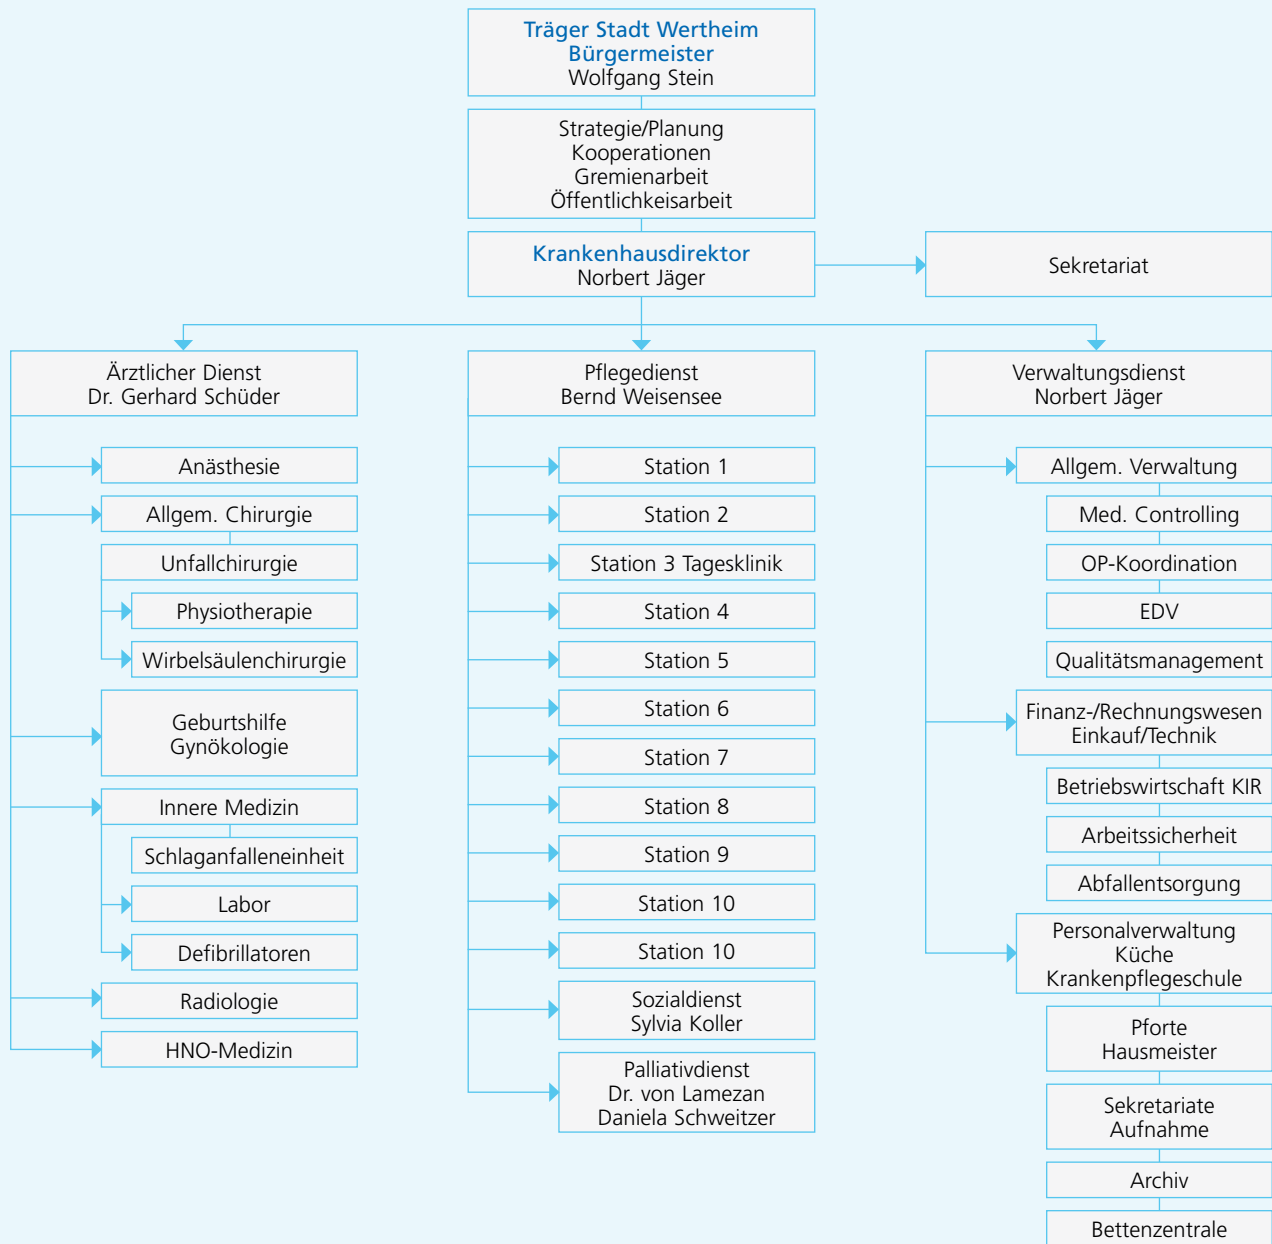 Träger Stadt Wertheim
Bürgermeister
Wolfgang Stein
Strategie/Planung
Kooperationen
Gremienarbeit
Öffentlichkeisarbeit
Krankenhausdirektor
Norbert Jäger
Sekretariat
Ärztlicher Dienst
Dr. Gerhard Schüder
Anästhesie
Allgem. Chirurgie
Unfallchirurgie
Physiotherapie
Wirbelsäulenchirurgie
Geburtshilfe
Gynökologie
Innere Medizin
Schlaganfalleneinheit
Labor
Defibrillatoren
Radiologie
HNO-Medizin
Pflegedienst
Bernd Weisensee
Station 1
Station 2
Station 3 Tagesklinik
Station 4
Station 5
Station 6
Station 7
Station 8
Station 9
Station 10
Station 10
Sozialdienst
Sylvia Koller
Palliativdienst
Dr. von Lamezan
Daniela Schweitzer
Verwaltungsdienst
Norbert Jäger
Allgem. Verwaltung
Med. Controlling
OP-Koordination
EDV
Qualitätsmanagement
Finanz-/Rechnungswesen
Einkauf/Technik
Betriebswirtschaft KIR
Arbeitssicherheit
Abfallentsorgung
Personalverwaltung
Küche
Krankenpflegeschule
Pforte
Hausmeister
Sekretariate
Aufnahme
Archiv
Bettenzentrale